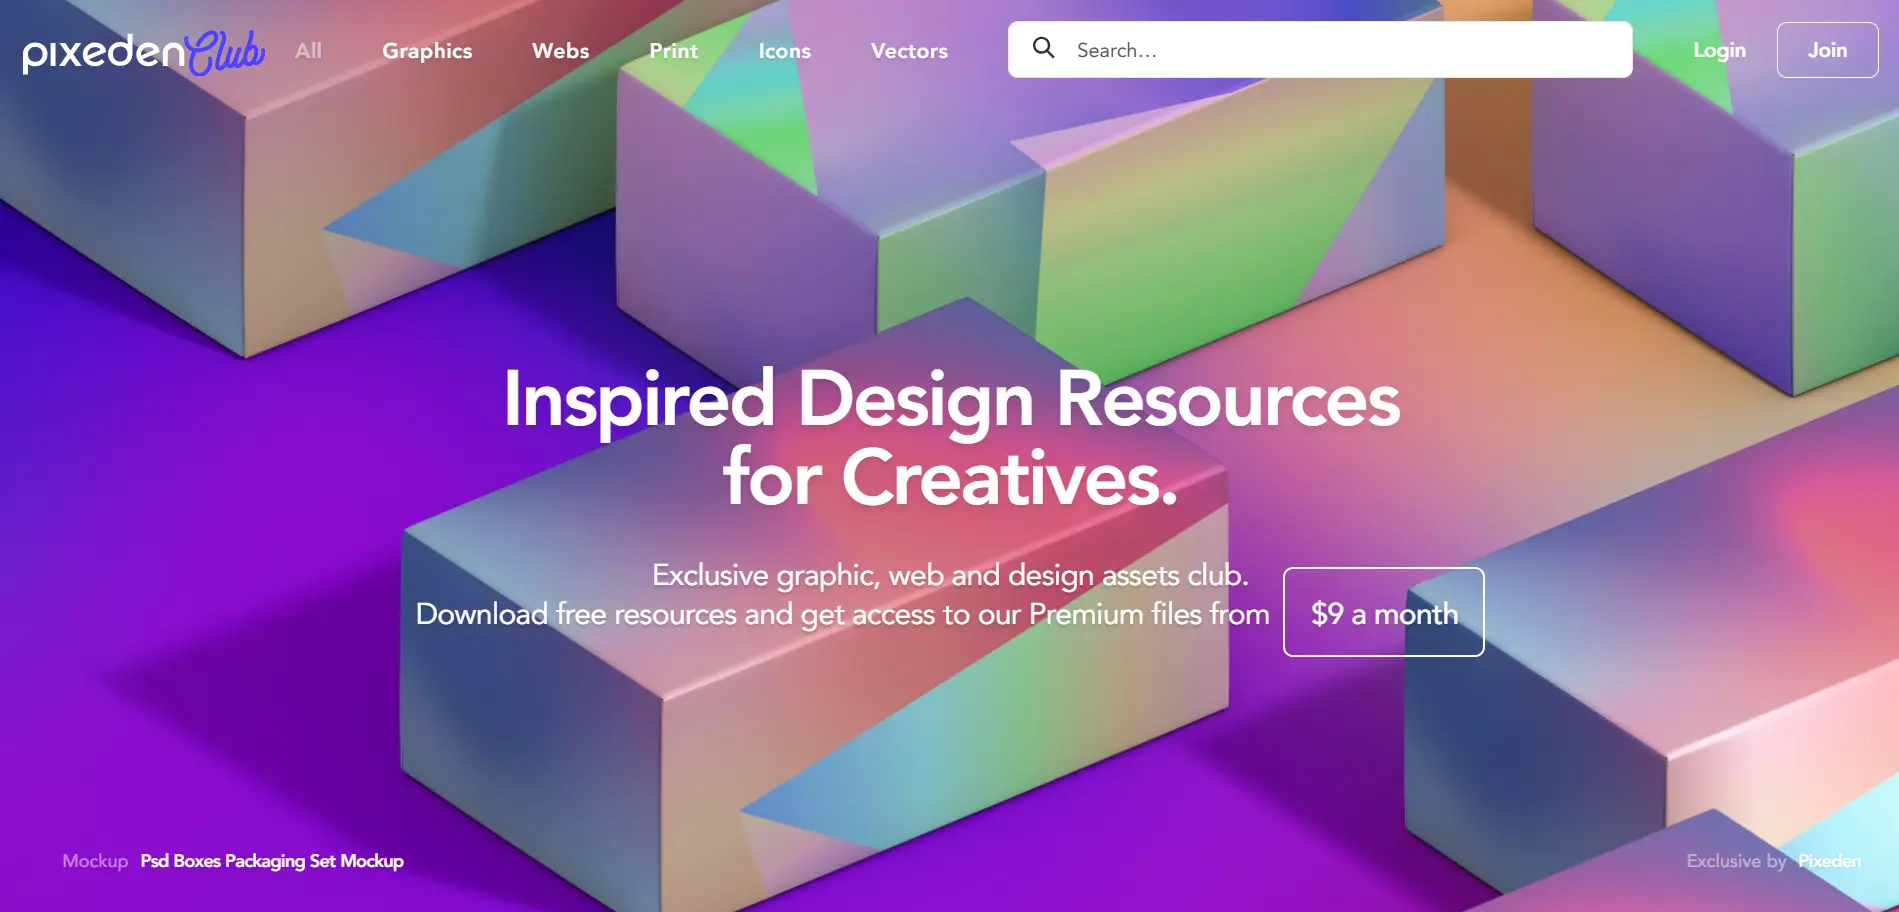 pixeden Club All Graphics Webs Print Icons Vectors Search... Login Join
Inspired Design Resources
for Creatives.
Exclusive graphic, web and design assets club.
Download free resources and get access to our Premium files from $9 a month
Mockup Psd Boxes Packaging Set Mockup Exclusive by Pixeden